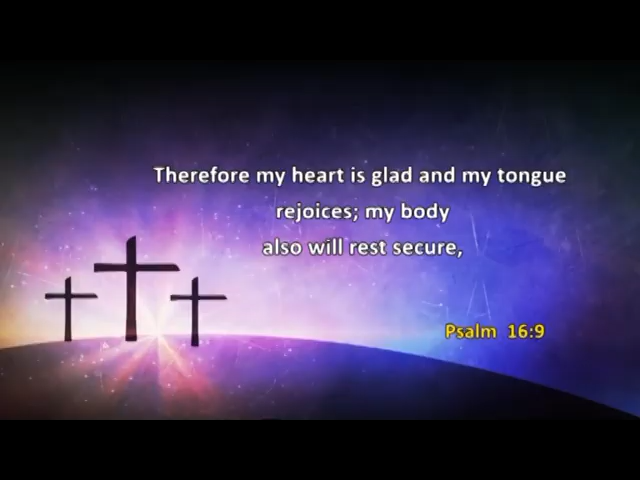 Therefore my heart is glad and my tongue
rejoices; my body
also will rest secure,
Psalm 16:9